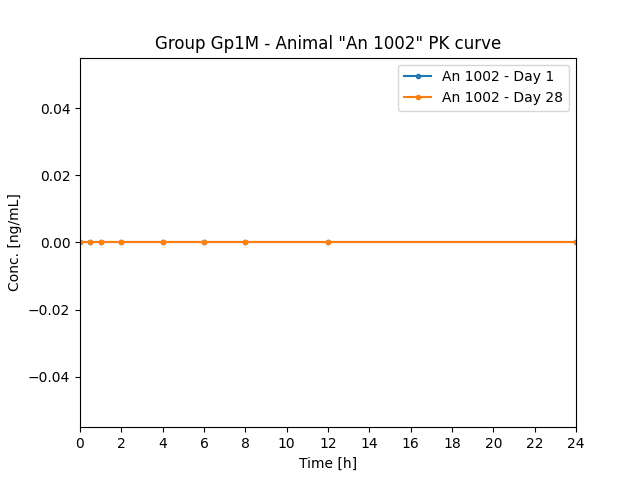 Group Gp1M - Animal "An 1002" PK curve
An 1002 - Day 1
An 1002 - Day 28
0.04
0.02
0.00
−0.02
−0.04
Conc. [ng/mL]
0 2 4 6 8 10 12 14 16 18 20 22 24
Time [h]